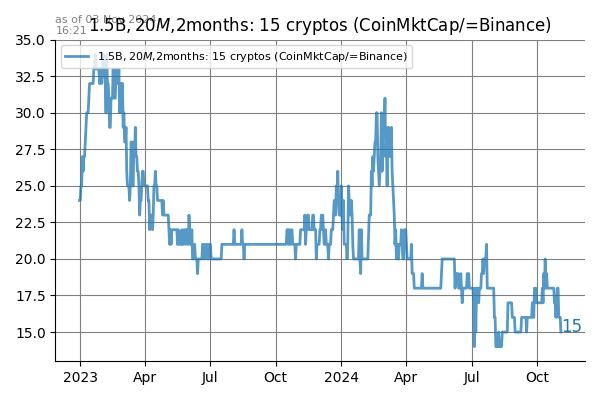 as of 03 Nov 2024
16:21
1.5B, 20M, 2months: 15 cryptos (CoinMktCap/=Binance)
1.5B, 20M, 2months: 15 cryptos (CoinMktCap/=Binance)
35.0
32.5
30.0
27.5
25.0
22.5
20.0
17.5
15.0
15
2023 Apr Jul Oct 2024 Apr Jul Oct